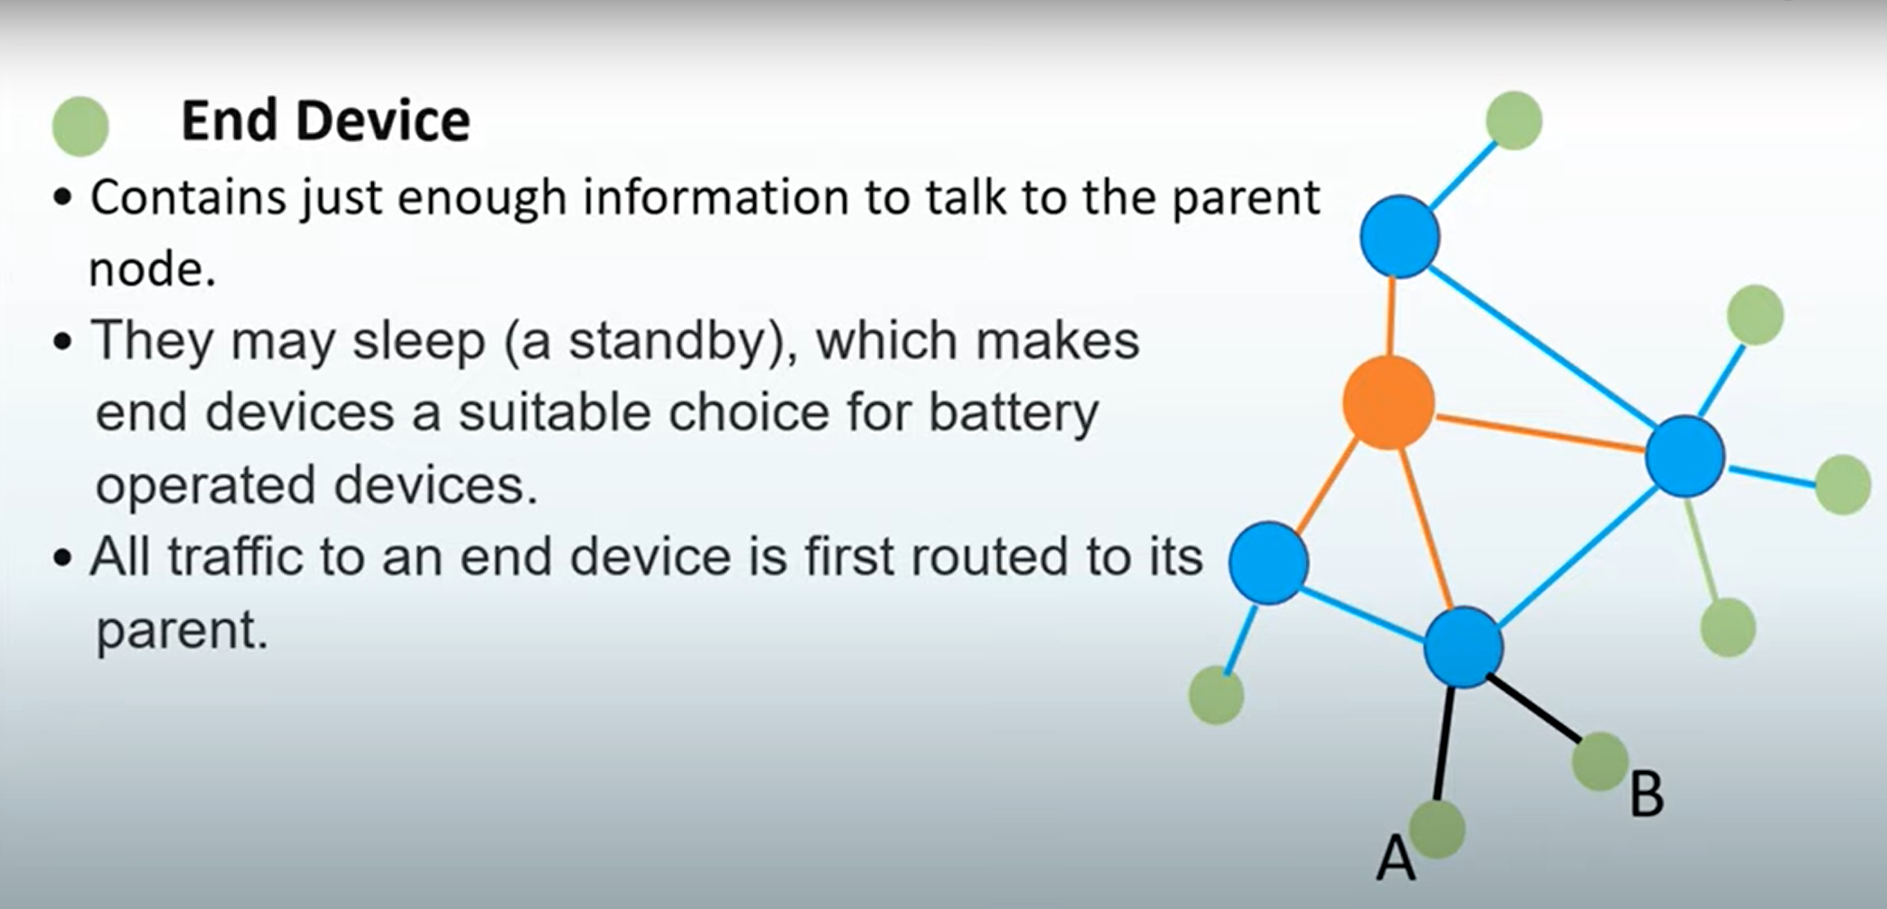 End Device
• Contains just enough information to talk to the parent
node.
• They may sleep (a standby), which makes
end devices a suitable choice for battery
operated devices.
• All traffic to an end device is first routed to its
parent.
B
A